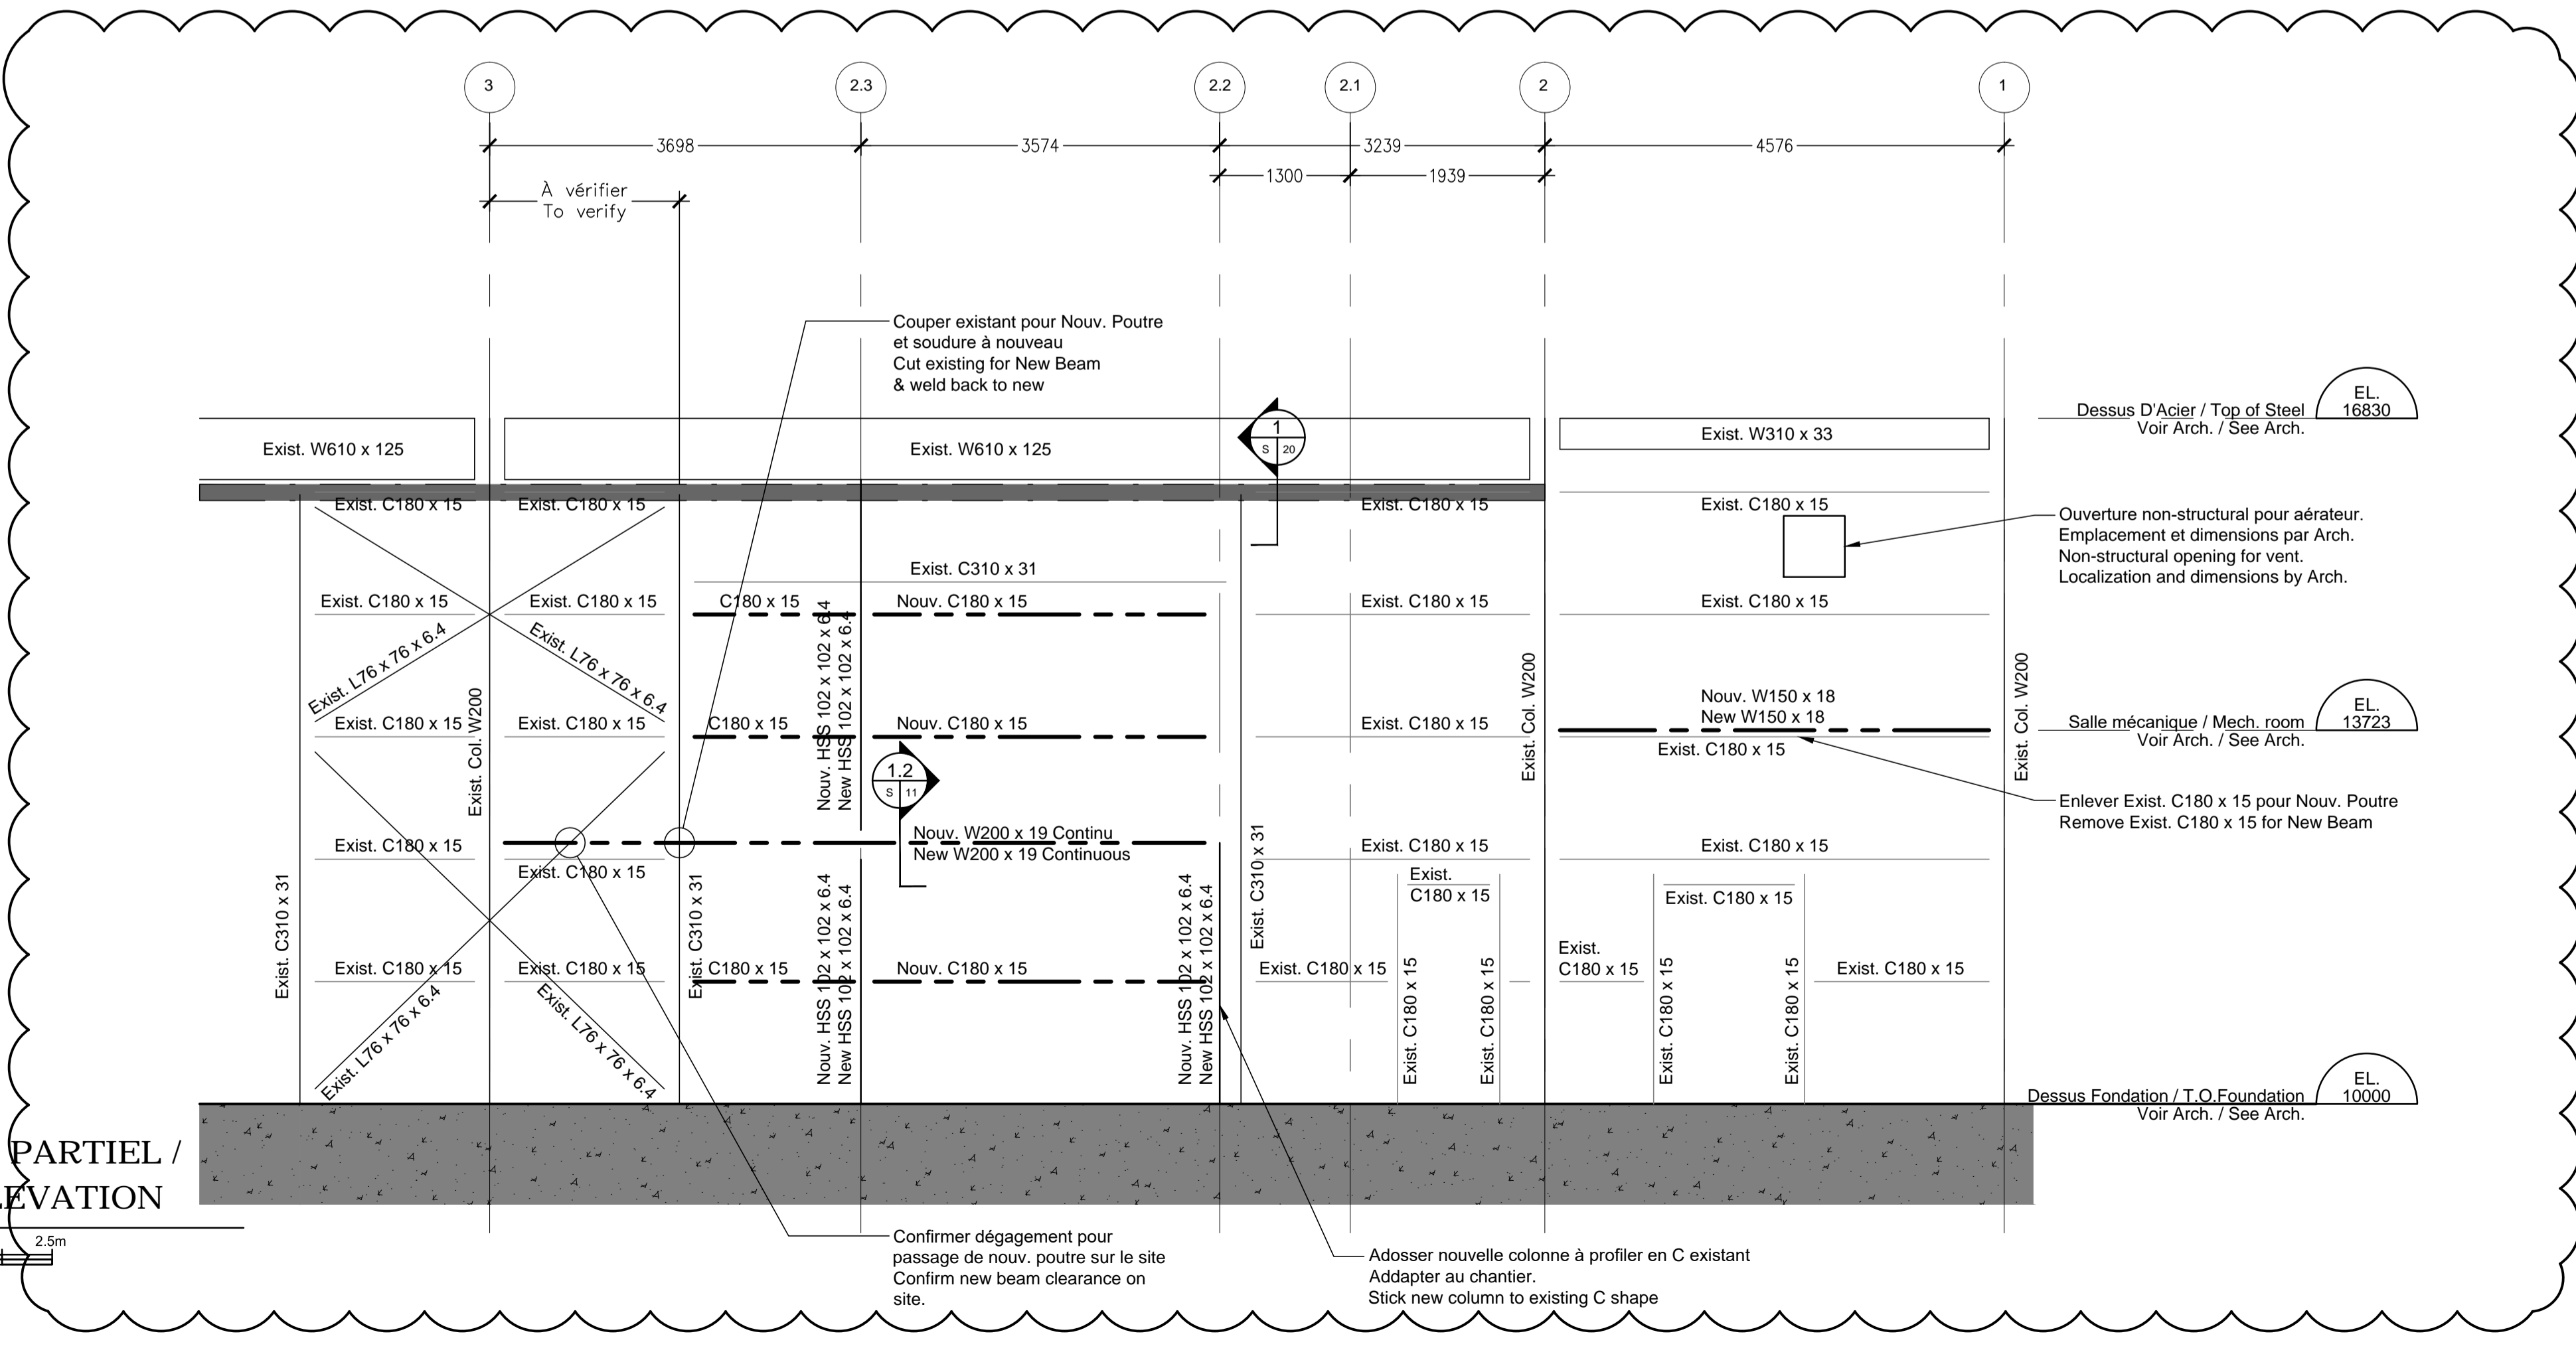 3
2.3
2.2
2.1
2
1
3698
3574
3239
4576
1300
1939
À vérifier
To verify
Couper existant pour Nouv. Poutre
et soudure à nouveau
Cut existing for New Beam
& weld back to new
Dessus D'Acier / Top of Steel
Voir Arch. / See Arch.
EL.
16830
Exist. W610 x 125
Exist. W610 x 125
1
S 20
Exist. W310 x 33
Exist. C180 x 15
Exist. C180 x 15
Exist. C180 x 15
Exist. C180 x 15
Ouverture non-structural pour aérateur.
Emplacement et dimensions par Arch.
Non-structural opening for vent.
Localization and dimensions by Arch.
Exist. C310 x 31
Exist. C180 x 15
Exist. C180 x 15
C180 x 15
Nouv. C180 x 15
Exist. C180 x 15
Exist. C180 x 15
Exist. L76 x 76 x 6.4
Exist. L76 x 76 x 6.4
Exist. Col. W200
Nouv. HSS 102 x 102 x 6.4
New HSS 102 x 102 x 6.4
Exist. Col. W200
Exist. Col. W200
Nouv. W150 x 18
New W150 x 18
Exist. C180 x 15
Exist. C180 x 15
C180 x 15
Nouv. C180 x 15
Exist. C180 x 15
Exist. C180 x 15
Salle mécanique / Mech. room
Voir Arch. / See Arch.
EL.
13723
1.2
S 11
Enlever Exist. C180 x 15 pour Nouv. Poutre
Remove Exist. C180 x 15 for New Beam
Nouv. W200 x 19 Continu
New W200 x 19 Continuous
Exist. C180 x 15
Exist. C180 x 15
Exist. C180 x 15
Exist. C180 x 15
Exist. C310 x 31
Exist. C310 x 31
Exist. C310 x 31
Nouv. HSS 102 x 102 x 6.4
New HSS 102 x 102 x 6.4
Nouv. HSS 102 x 102 x 6.4
New HSS 102 x 102 x 6.4
Exist.
C180 x 15
Exist. C180 x 15
Exist. C180 x 15
Exist. C180 x 15
C180 x 15
Nouv. C180 x 15
Exist. C180 x 15
Exist.
C180 x 15
Exist. C180 x 15
Exist. C180 x 15
Exist. C180 x 15
Exist. C180 x 15
Exist. C180 x 15
Exist. L76 x 76 x 6.4
Exist. L76 x 76 x 6.4
Dessus Fondation / T.O.Foundation
Voir Arch. / See Arch.
EL.
10000
PARTIEL /
EVATION
2.5m
Confirmer dégagement pour
passage de nouv. poutre sur le site
Confirm new beam clearance on
site.
Adosser nouvelle colonne à profiler en C existant
Addapter au chantier.
Stick new column to existing C shape